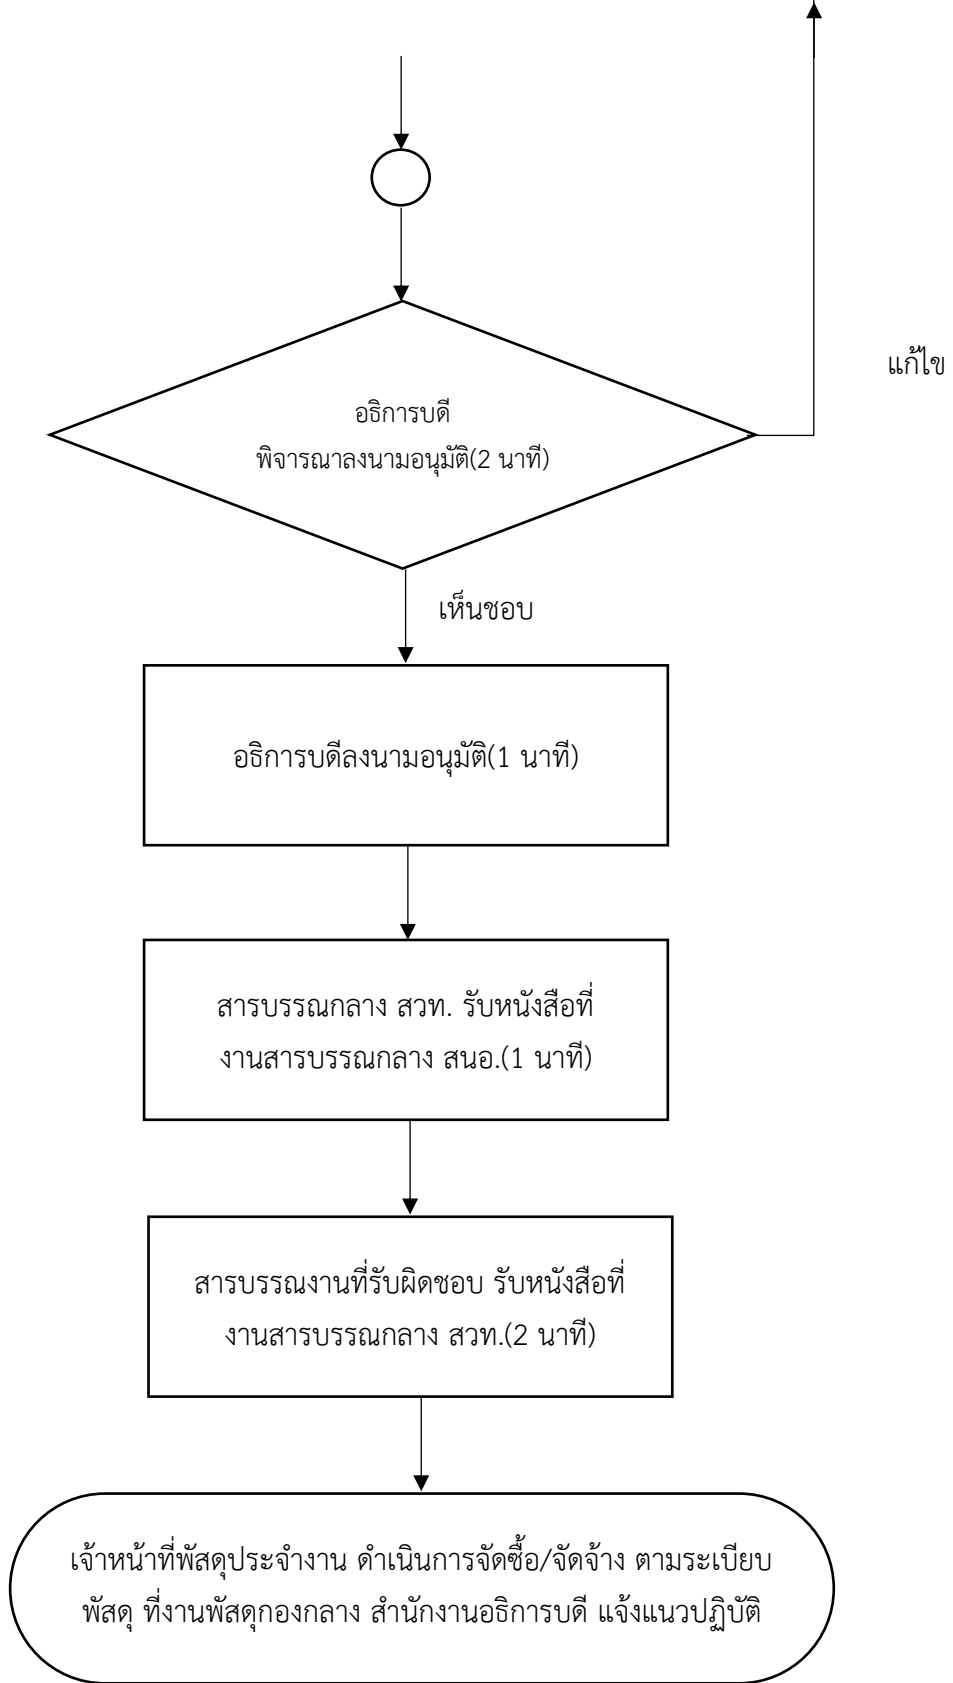 แก้ไข
อธิการบดี
พิจารณาลงนามอนุมัติ(2 นาที)
เห็นชอบ
อธิการบดีลงนามอนุมัติ(1 นาที)
สารบรรณกลาง สวท. รับหนังสือที่
งานสารบรรณกลาง สนอ.(1 นาที)
สารบรรณงานที่รับผิดชอบ รับหนังสือที่
งานสารบรรณกลาง สวท.(2 นาที)
เจ้าหน้าที่พัสดุประจำงาน ดำเนินการจัดซื้อ/จัดจ้าง ตามระเบียบ
พัสดุ ที่งานพัสดุกองกลาง สำนักงานอธิการบดี แจ้งแนวปฏิบัติ